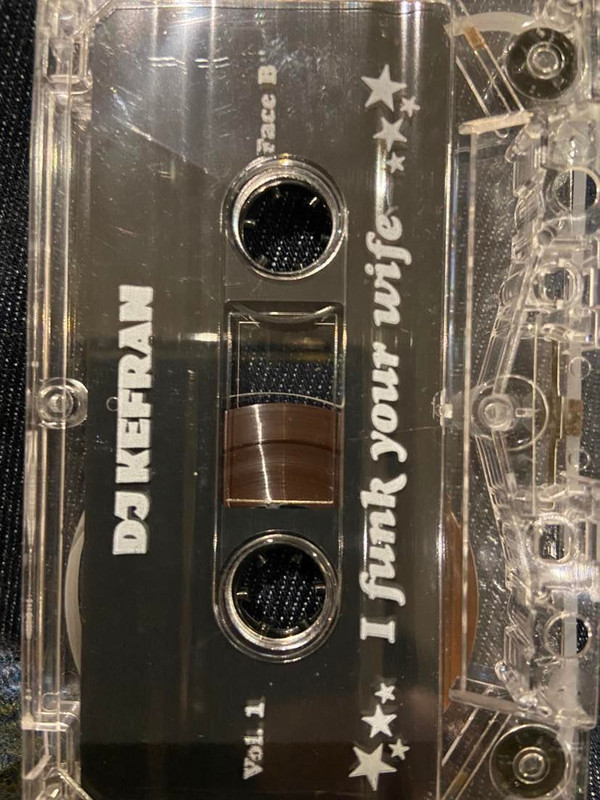 DJ KEFRAN
Vol. 1
Face B
I funk your wife